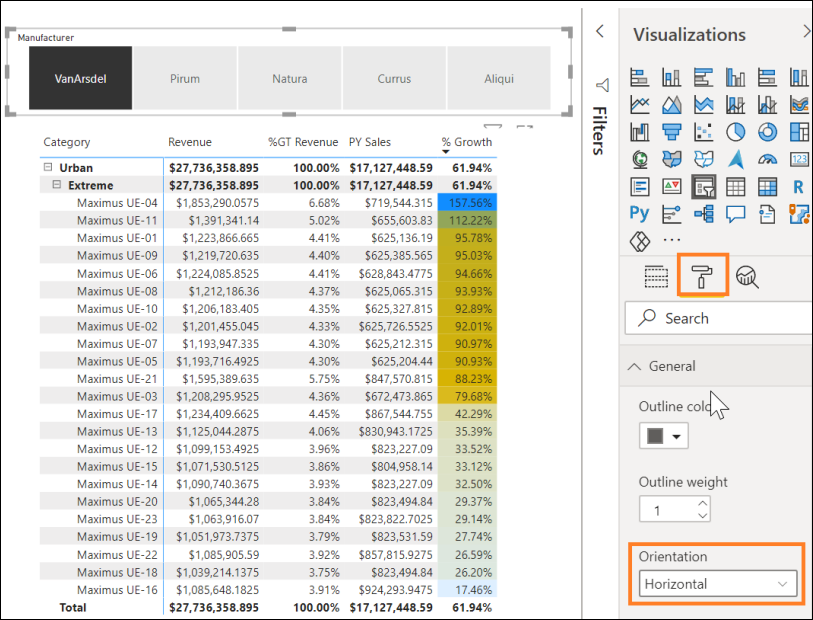 Manufacturer
VanArsdel Pirum Natura Currus Aliqui
Category Revenue %GT Revenue PY Sales % Growth
Urban $27,736,358.895 100.00% $17,127,448.59 61.94%
Extreme $27,736,358.895 100.00% $17,127,448.59 61.94%
Maximus UE-04 $1,853,290.0575 6.68% $719,544.315 157.56%
Maximus UE-11 $1,391,341.14 5.02% $655,603.83 112.22%
Maximus UE-01 $1,223,866.665 4.41% $625,136.19 95.78%
Maximus UE-09 $1,219,720.635 4.40% $625,385.565 95.03%
Maximus UE-06 $1,224,085.8525 4.41% $628,843.4775 94.66%
Maximus UE-08 $1,212,186.36 4.37% $625,065.315 93.93%
Maximus UE-10 $1,206,183.405 4.35% $625,327.815 92.89%
Maximus UE-02 $1,201,455.045 4.33% $625,726.5525 92.01%
Maximus UE-07 $1,193,947.335 4.30% $625,212.315 90.97%
Maximus UE-05 $1,193,716.4925 4.30% $625,204.44 90.93%
Maximus UE-21 $1,595,389.635 5.75% $847,570.815 88.23%
Maximus UE-03 $1,208,295.9525 4.36% $672,473.865 79.68%
Maximus UE-17 $1,234,409.6625 4.45% $867,544.755 42.29%
Maximus UE-13 $1,125,044.2875 4.06% $830,943.1725 35.39%
Maximus UE-12 $1,099,153.4925 3.96% $823,227.09 33.52%
Maximus UE-15 $1,071,530.5125 3.86% $804,958.14 33.12%
Maximus UE-14 $1,090,740.3675 3.93% $823,227.09 32.50%
Maximus UE-20 $1,065,344.28 3.84% $823,494.84 29.37%
Maximus UE-23 $1,063,916.07 3.84% $823,822.7025 29.14%
Maximus UE-19 $1,051,973.7375 3.79% $823,531.59 27.74%
Maximus UE-22 $1,085,905.59 3.92% $857,815.9275 26.59%
Maximus UE-18 $1,039,214.1375 3.75% $823,494.84 26.20%
Maximus UE-16 $1,085,648.1825 3.91% $924,293.9475 17.46%
Total $27,736,358.895 100.00% $17,127,448.59 61.94%
Filters
Visualizations
123
R
Py
Search
General
Outline
Outline weight
1
Orientation
Horizontal